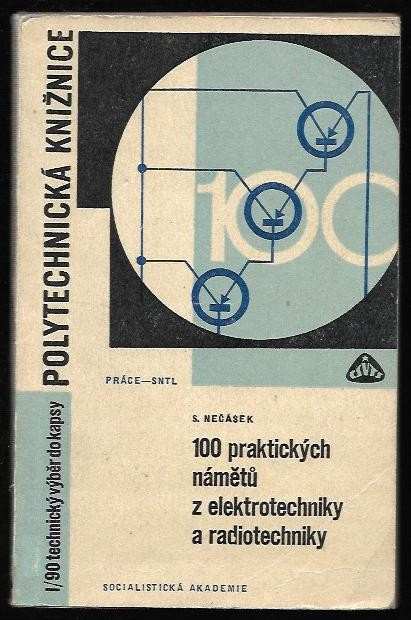 POLYTECHNICKÁ KNIŽNICE
I/90 technický výběr do kapsy
100
PRÁCE—SNTL
S. NEČÁSEK
100 praktických
námětů
z elektrotechniky
a radiotechniky
SOCIALISTICKÁ AKADEMIE